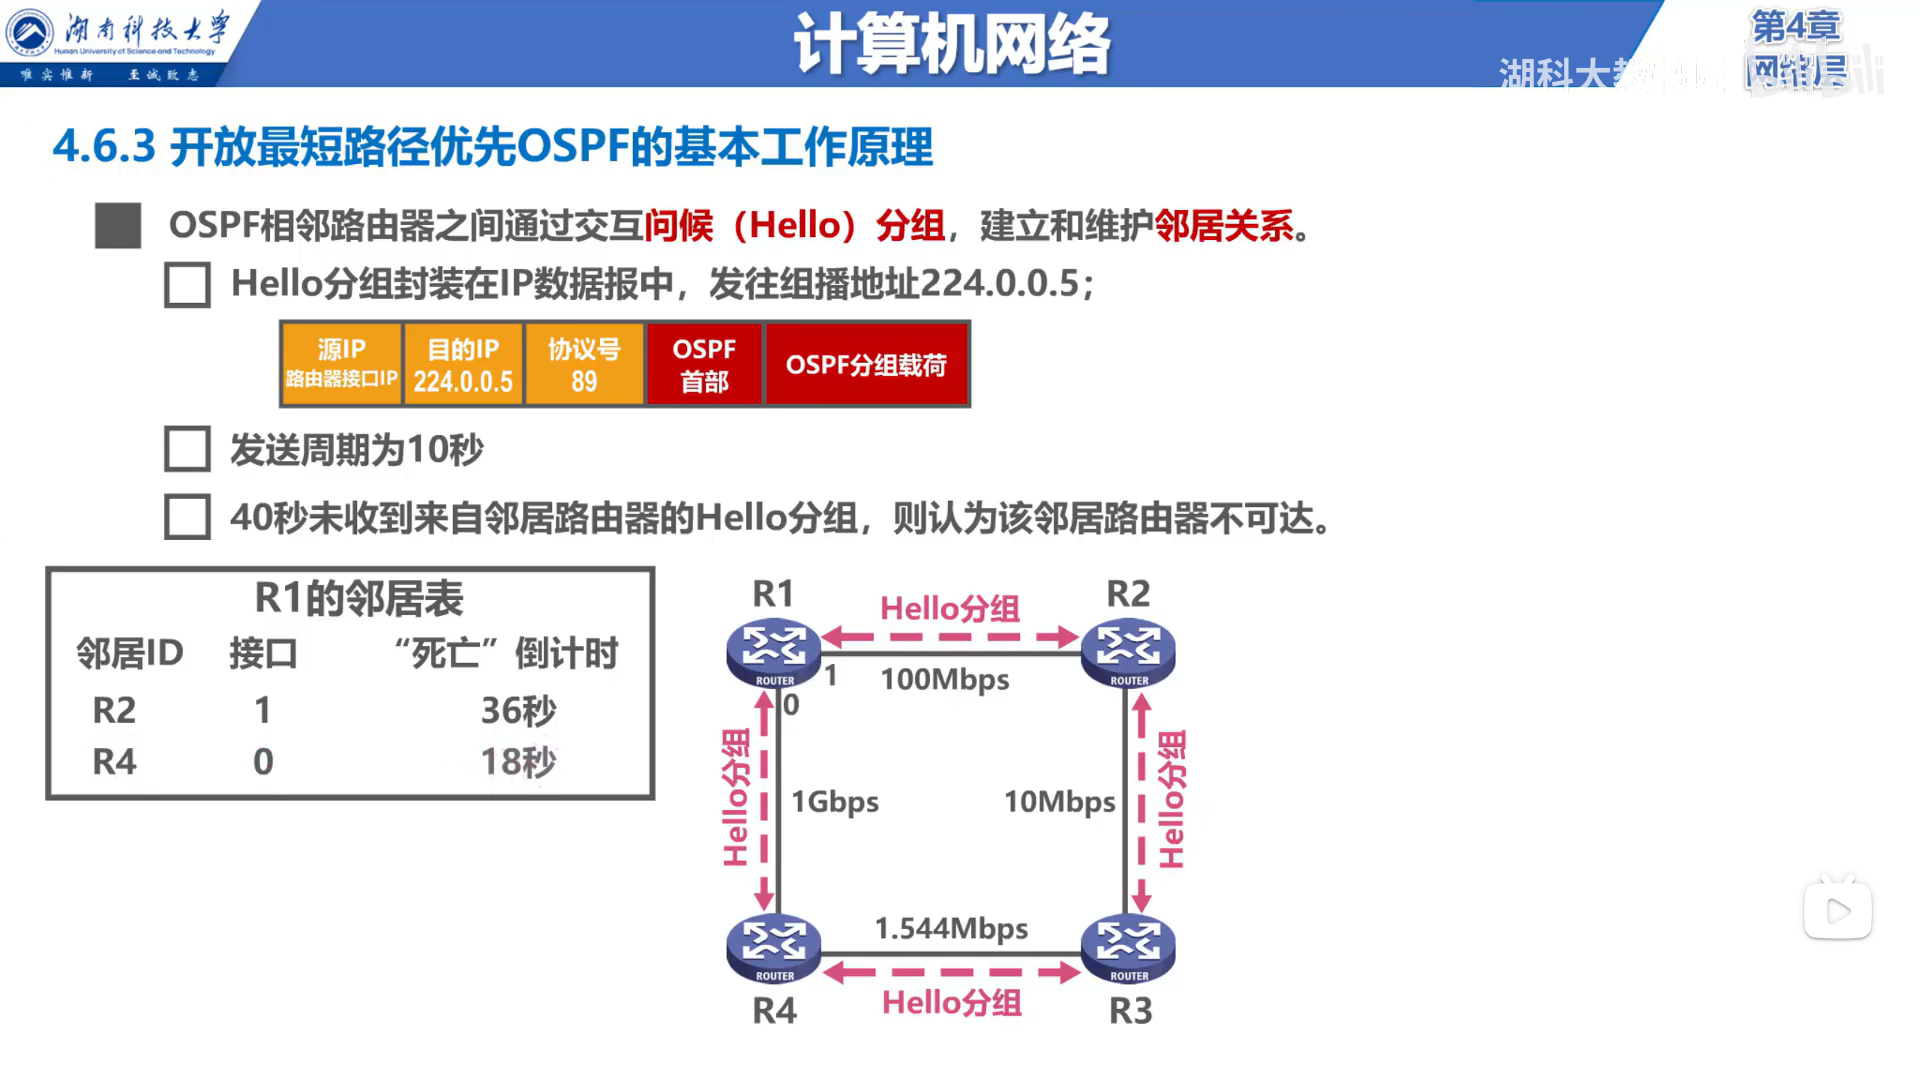 湖南科技大学
Hunan University of Science and Technology
唯实惟新 至诚致志
计算机网络
第4章
网络层
湖科大教
4.6.3 开放最短路径优先OSPF的基本工作原理
OSPF相邻路由器之间通过交互问候（Hello）分组，建立和维护邻居关系。
Hello分组封装在IP数据报中，发往组播地址224.0.0.5；
源IP 目的IP 协议号 OSPF OSPF分组载荷
路由器接口IP 224.0.0.5 89 首部
发送周期为10秒
40秒未收到来自邻居路由器的Hello分组，则认为该邻居路由器不可达。
R1的邻居表
邻居ID 接口 “死亡”倒计时
R2 1 36秒
R4 0 18秒
R1 Hello分组 R2
ROUTER 1 100Mbps ROUTER
0
Hello分组 1Gbps 10Mbps Hello分组
1.544Mbps
ROUTER ROUTER
R4 Hello分组 R3